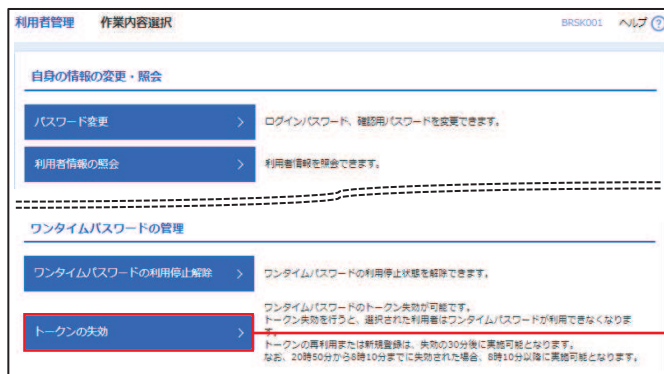 利用者管理 作業内容選択 BRSK001 ヘルプ ?
自身の情報の変更・照会
パスワード変更 > ログインパスワード、確認用パスワードを変更できます。
利用者情報の照会 > 利用者情報を照会できます。
ワンタイムパスワードの管理
ワンタイムパスワードの利用停止解除 > ワンタイムパスワードの利用停止状態を解除できます。
ワンタイムパスワードのトークン失効が可能です。
トークン失効を行うと、選択された利用者はワンタイムパスワードが利用できなくなりま
す。
トークンの失効 >
トークンの再利用または新規登録は、失効の30分後に実施可能となります。
なお、20時50分から8時10分までに失効された場合、8時10分以降に実施可能となります。